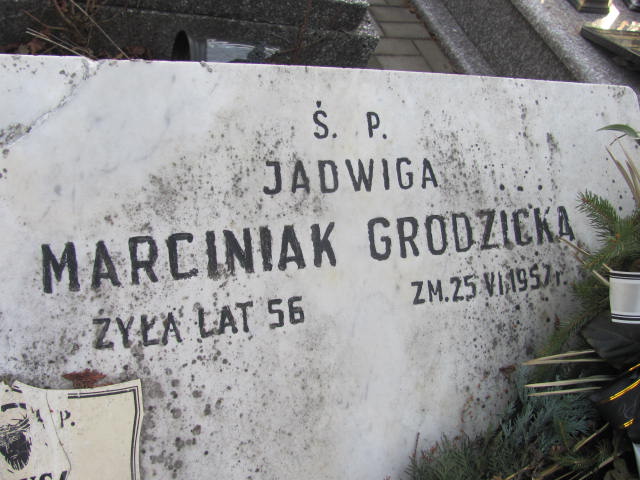 Ś. P.
JADWIGA
MARCINIAK GRODZICKA
ŻYŁA LAT 56 ZM. 25 VI 1957 r.
P.